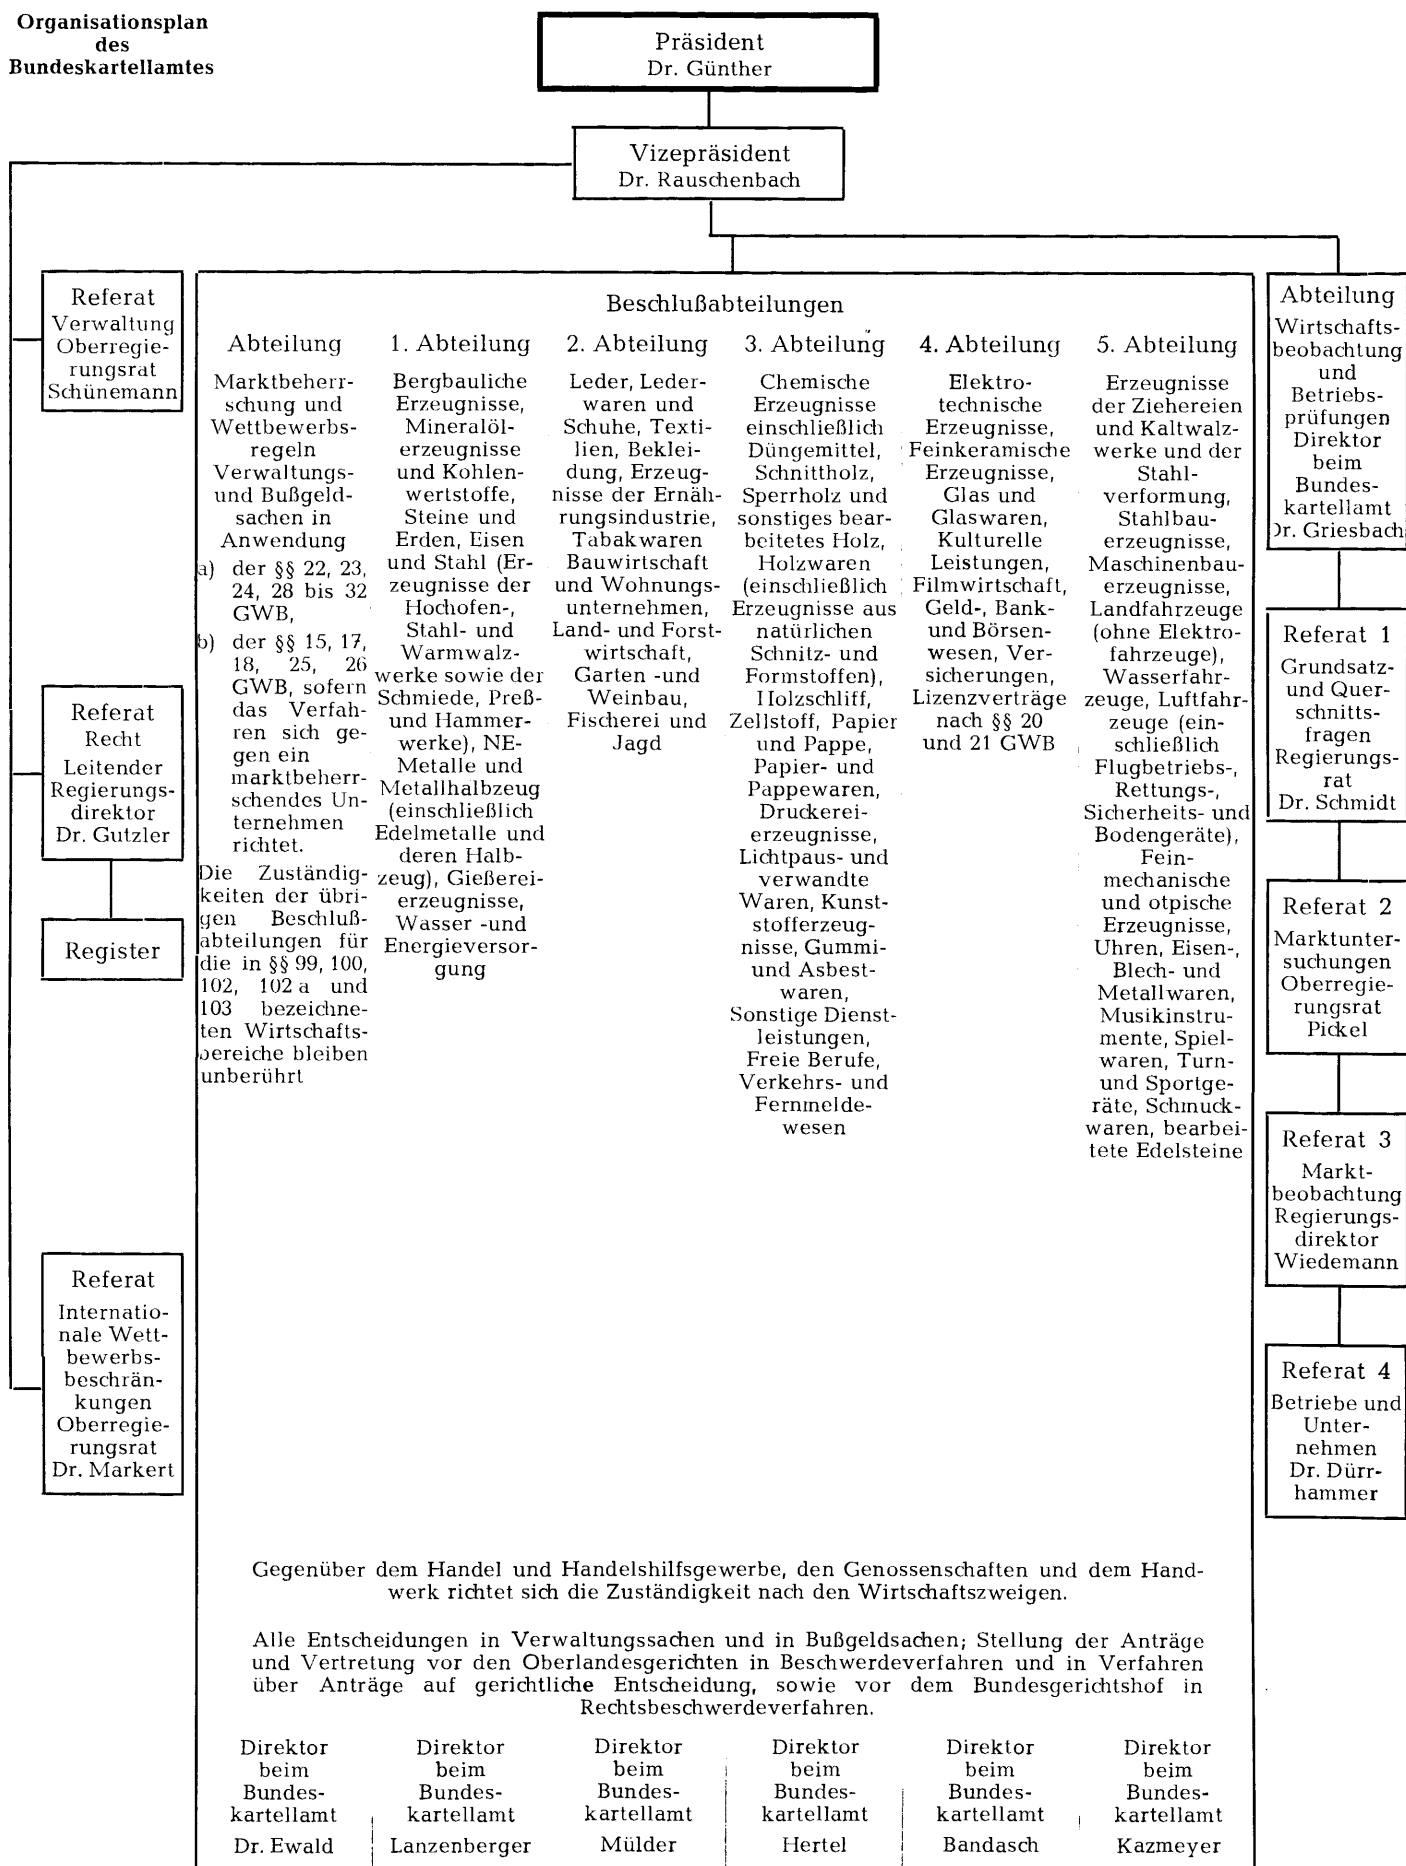 Organisationsplan
des
Bundeskartellamtes
Präsident
Dr. Günther
Vizepräsident
Dr. Rauschenbach
Referat
Verwaltung
Oberregie-
rungsrat
Schünemann
Referat
Recht
Leitender
Regierungs-
direktor
Dr. Gutzler
Register
Referat
Internatio-
nale Wett-
bewerbs-
beschrän-
kungen
Oberregie-
rungsrat
Dr. Markert
Beschlußabteilungen
Abteilung
Marktbeherr-
schung und
Wettbewerbs-
regeln
Verwaltungs-
und Bußgeld-
sachen in
Anwendung
a) der §§ 22, 23,
24, 28 bis 32
GWB,
b) der §§ 15, 17,
18, 25, 26
GWB, sofern
das Verfah-
ren sich ge-
gen ein
marktbeherr-
schendes Un-
ternehmen
richtet.
Die Zuständig-
keiten der übri-
gen Beschluß-
abteilungen für
die in §§ 99, 100,
102, 102 a und
103 bezeichne-
ten Wirtschafts-
bereiche bleiben
unberührt
1. Abteilung
Bergbauliche
Erzeugnisse,
Mineralöl-
erzeugnisse
und Kohlen-
wertstoffe,
Steine und
Erden, Eisen
und Stahl (Er-
zeugnisse der
Hochofen-,
Stahl- und
Warmwalz-
werke sowie der
Schmiede, Preß-
und Hammer-
werke), NE-
Metalle und
Metallhalbzeug
(einschließlich
Edelmetalle und
deren Halb-
zeug), Gießerei-
erzeugnisse,
Wasser -und
Energieversor-
gung
2. Abteilung
Leder, Leder-
waren und
Schuhe, Texti-
lien, Beklei-
dung, Erzeug-
nisse der Ernäh-
rungsindustrie,
Tabakwaren
Bauwirtschaft
und Wohnungs-
unternehmen,
Land- und Forst-
wirtschaft,
Garten -und
Weinbau,
Fischerei und
Jagd
3. Abteilung
Chemische
Erzeugnisse
einschließlich
Düngemittel,
Schnittholz,
Sperrholz und
sonstiges bear-
beitetes Holz,
Holzwaren
(einschließlich
Erzeugnisse aus
natürlichen
Schnitz- und
Formstoffen),
Holzschliff,
Zellstoff, Papier
und Pappe,
Papier- und
Pappewaren,
Druckerei-
erzeugnisse,
Lichtpaus- und
verwandte
Waren, Kunst-
stofferzeug-
nisse, Gummi-
und Asbest-
waren,
Sonstige Dienst-
leistungen,
Freie Berufe,
Verkehrs- und
Fernmelde-
wesen
4. Abteilung
Elektro-
technische
Erzeugnisse,
Feinkeramische
Erzeugnisse,
Glas und
Glaswaren,
Kulturelle
Leistungen,
Filmwirtschaft,
Geld-, Bank-
und Börsen-
wesen, Ver-
sicherungen,
Lizenzverträge
nach §§ 20
und 21 GWB
5. Abteilung
Erzeugnisse
der Ziehereien
und Kaltwalz-
werke und der
Stahl-
verformung,
Stahlbau-
erzeugnisse,
Maschinenbau-
erzeugnisse,
Landfahrzeuge
(ohne Elektro-
fahrzeuge),
Wasserfahr-
zeuge, Luftfahr-
zeuge (ein-
schließlich
Flugbetriebs-,
Rettungs-,
Sicherheits- und
Bodengeräte),
Fein-
mechanische
und otpische
Erzeugnisse,
Uhren, Eisen-,
Blech- und
Metallwaren,
Musikinstru-
mente, Spiel-
waren, Turn-
und Sportge-
räte, Schmuck-
waren, bearbei-
tete Edelsteine
Gegenüber dem Handel und Handelshilfsgewerbe, den Genossenschaften und dem Hand-
werk richtet sich die Zuständigkeit nach den Wirtschaftszweigen.
Alle Entscheidungen in Verwaltungssachen und in Bußgeldsachen; Stellung der Anträge
und Vertretung vor den Oberlandesgerichten in Beschwerdeverfahren und in Verfahren
über Anträge auf gerichtliche Entscheidung, sowie vor dem Bundesgerichtshof in
Rechtsbeschwerdeverfahren.
Direktor
beim
Bundes-
kartellamt
Dr. Ewald
Direktor
beim
Bundes-
kartellamt
Lanzenberger
Direktor
beim
Bundes-
kartellamt
Mülder
Direktor
beim
Bundes-
kartellamt
Hertel
Direktor
beim
Bundes-
kartellamt
Bandasch
Direktor
beim
Bundes-
kartellamt
Kazmeyer
Abteilung
Wirtschafts-
beobachtung
und
Betriebs-
prüfungen
Direktor
beim
Bundes-
kartellamt
Dr. Griesbach
Referat 1
Grundsatz-
und Quer-
schnitts-
fragen
Regierungs-
rat
Dr. Schmidt
Referat 2
Marktunter-
suchungen
Oberregie-
rungsrat
Pickel
Referat 3
Markt-
beobachtung
Regierungs-
direktor
Wiedemann
Referat 4
Betriebe und
Unter-
nehmen
Dr. Dürr-
hammer